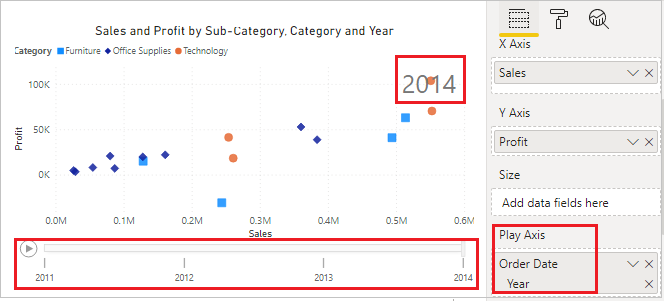 Sales and Profit by Sub-Category, Category and Year
Category Furniture Office Supplies Technology
2014
100K
50K
0K
Profit
0.0M 0.1M 0.2M 0.3M 0.4M 0.5M 0.6M
Sales
2011 2012 2013 2014
X Axis
Sales
Y Axis
Profit
Size
Add data fields here
Play Axis
Order Date
Year